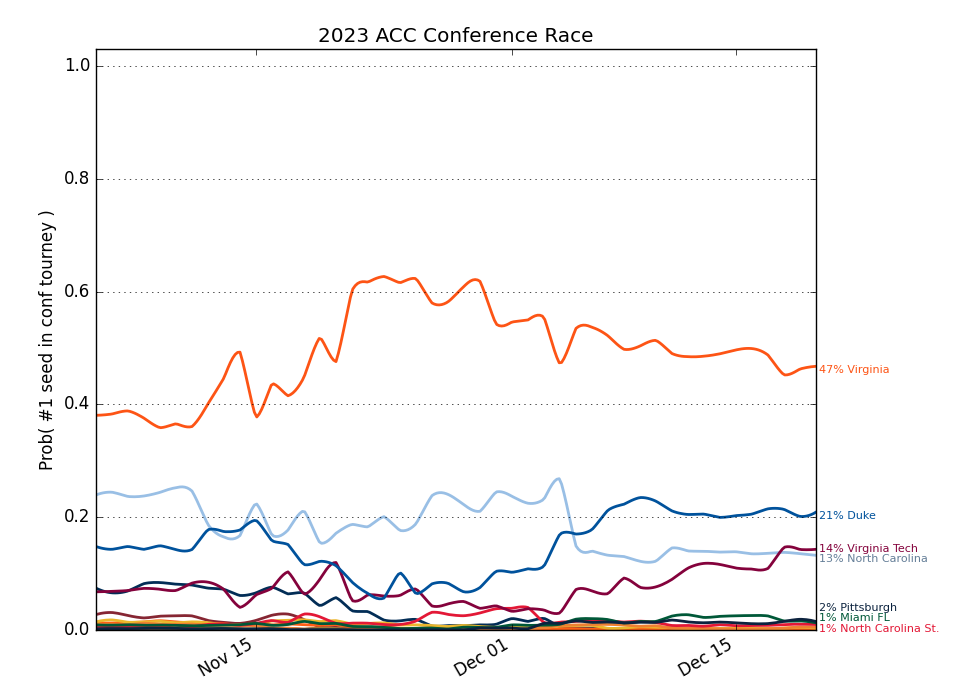 2023 ACC Conference Race
1.0
0.8
0.6
0.4
0.2
0.0
Prob( #1 seed in conf tourney )
47% Virginia
21% Duke
14% Virginia Tech
13% North Carolina
2% Pittsburgh
1% Miami FL
1% North Carolina St.
Nov 15
Dec 01
Dec 15